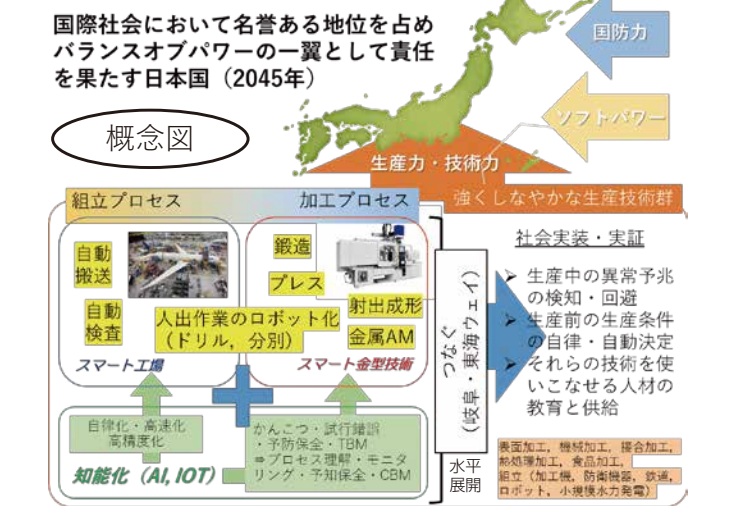 国際社会において名誉ある地位を占め
バランスオブパワーの一翼として責任
を果たす日本国（2045年）
国防力
ソフトパワー
概念図
生産力・技術力
強くしなやかな生産技術群
組立プロセス
加工プロセス
自動
搬送
自動
検査
鍛造
プレス
射出成形
金属AM
人出作業のロボット化
（ドリル，分別）
スマート工場
スマート金型技術
自律化・高速化
高精度化
知能化（AI, IOT）
かんこつ・試行錯誤
・予防保全・TBM
⇒プロセス理解・モニタ
リング・予知保全・CBM
つなぐ
（岐阜・東海ウェイ）
水平
展開
社会実装・実証
➢ 生産中の異常予兆
の検知・回避
➢ 生産前の生産条件
の自律・自動決定
➢ それらの技術を使
いこなせる人材の
教育と供給
表面加工，機械加工，接合加工，
熱処理加工，食品加工，
組立（加工機，防衛機器，鉄道，
ロボット，小規模水力発電）